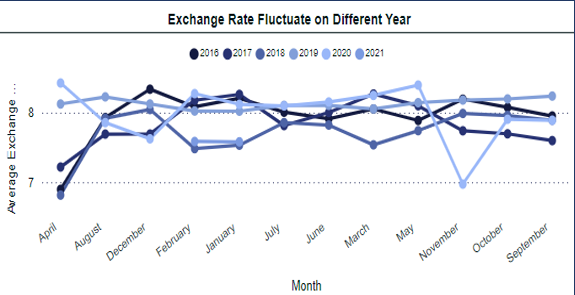 Exchange Rate Fluctuate on Different Year
2016 2017 2018 2019 2020 2021
Average Exchange ...
8
7
April August December February January July June March May November October September
Month